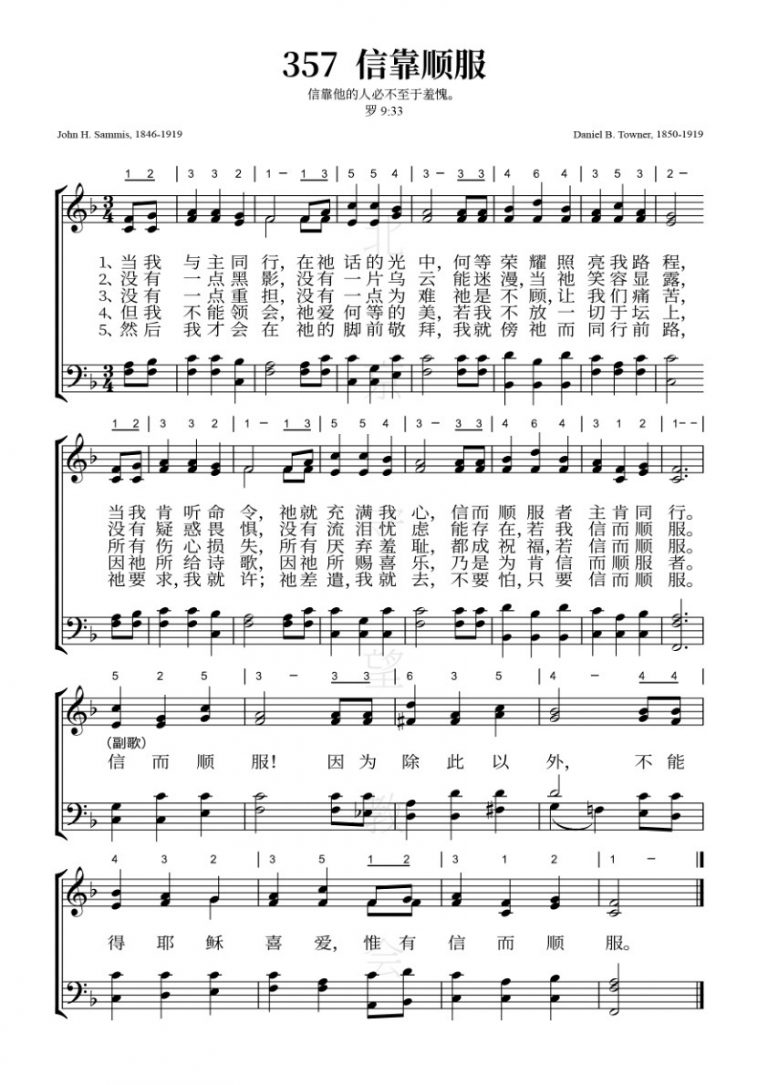 357 信靠顺服
信靠他的人必不至于羞愧。
罗 9:33
John H. Sammis, 1846-1919
Daniel B. Towner, 1850-1919
1 2 | 3 3 3 | 1 – 1 3 | 5 5 4 | 3 – 3 3 | 4 6 4 | 3 5 3 | 2 –
3 4
1、当我 与主同行，在祂话的光中，何等荣耀照亮我路程，
2、没有一点黑影，没有一片乌云能迷漫，当祂笑容显露，
3、没有一点重担，没有一点为难祂是不顾，让我们痛苦，
4、但我不能领会，祂爱何等的美，若我不放一切于坛上，
5、然后我才会在祂的脚前敬拜，我就傍祂而同行前路，
3 4
1 2 | 3 3 3 | 1 – 1 3 | 5 5 4 | 3 – 3 3 | 4 6 4 | 3 1 2 | 1 – –
当我肯听命令，祂就充满我心，信而顺服者主肯同行。
没有疑惑畏惧，没有流泪忧虑能存在，若我信而顺服。
所有伤心损失，所有厌弃羞耻，都成祝福，若信而顺服。
因祂所给诗歌，因祂所赐喜乐，乃是为肯信而顺服者。
祂要求，我就许；祂差遣，我就去，不要怕，只要信而顺服。
5 2 5 | 3 – 3 3 | 6 3 5 | 4 – 4 4
（副歌）
信而顺服！因为除此以外，不能
4 3 2 | 3 5 1 2 | 3 1 2 | 1 –
得耶稣喜爱，惟有信而顺服。
北京守望教会